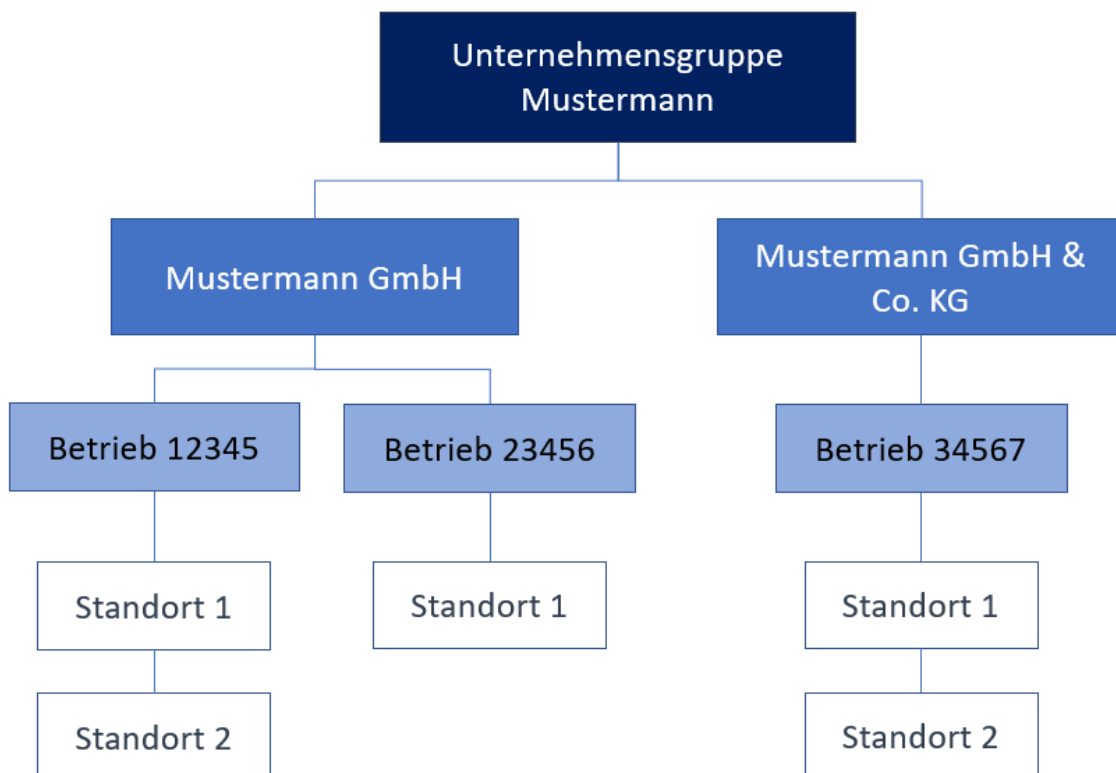 Unternehmensgruppe
Mustermann
Mustermann GmbH
Mustermann GmbH &
Co. KG
Betrieb 12345
Betrieb 23456
Betrieb 34567
Standort 1
Standort 1
Standort 1
Standort 2
Standort 2